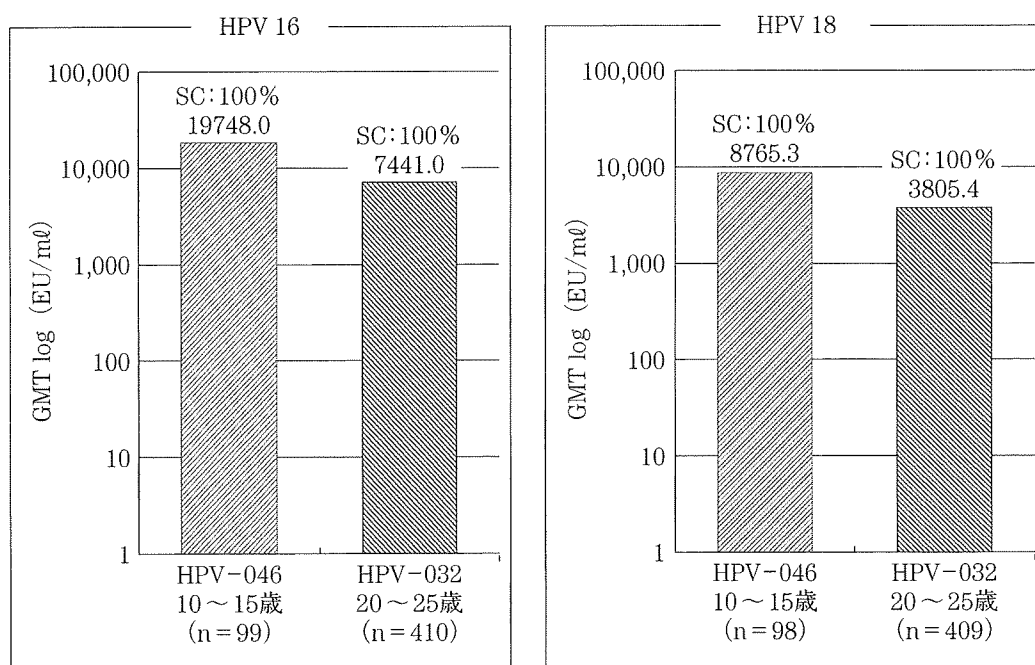 HPV 16
GMT log (EU/mℓ)
100,000
10,000
1,000
100
10
1
SC:100%
19748.0
SC:100%
7441.0
HPV-046
10～15歳
(n=99)
HPV-032
20～25歳
(n=410)
HPV 18
GMT log (EU/mℓ)
100,000
10,000
1,000
100
10
1
SC:100%
8765.3
SC:100%
3805.4
HPV-046
10～15歳
(n=98)
HPV-032
20～25歳
(n=409)